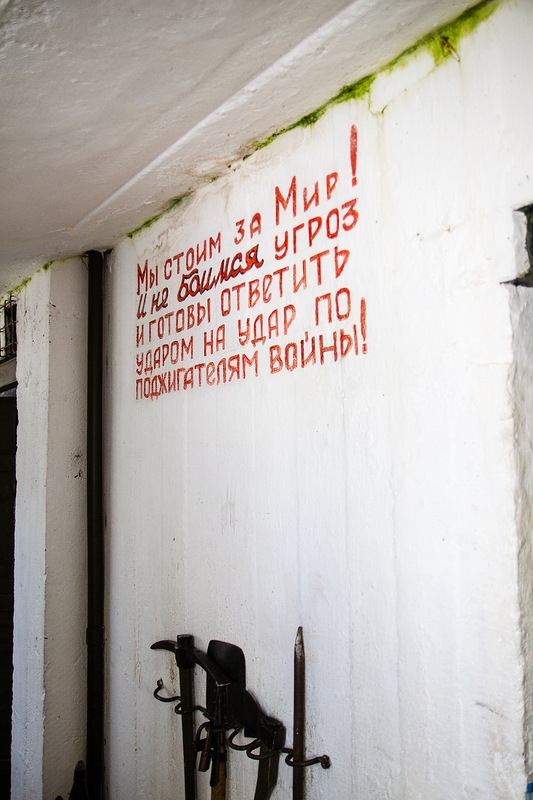 Мы стоим за Мир!
и не боимся угроз
и готовы ответить
ударом на удар по
поджигателям войны!